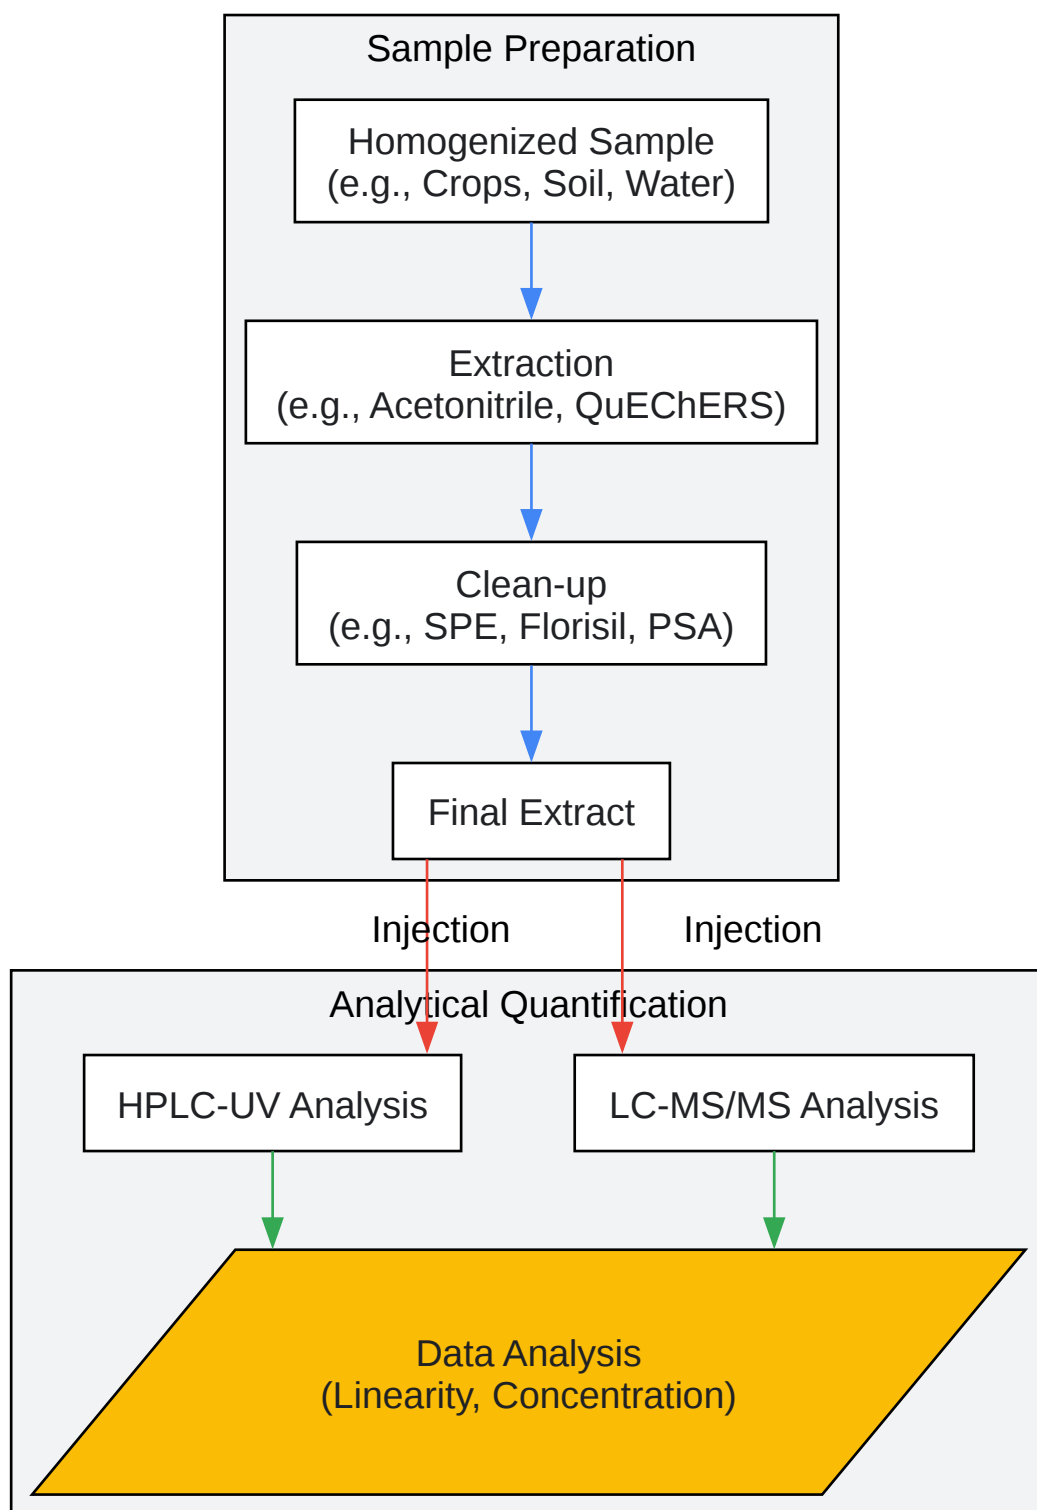 Sample Preparation
Homogenized Sample
(e.g., Crops, Soil, Water)
Extraction
(e.g., Acetonitrile, QuEChERS)
Clean-up
(e.g., SPE, Florisil, PSA)
Final Extract
Injection
Injection
Analytical Quantification
HPLC-UV Analysis
LC-MS/MS Analysis
Data Analysis
(Linearity, Concentration)